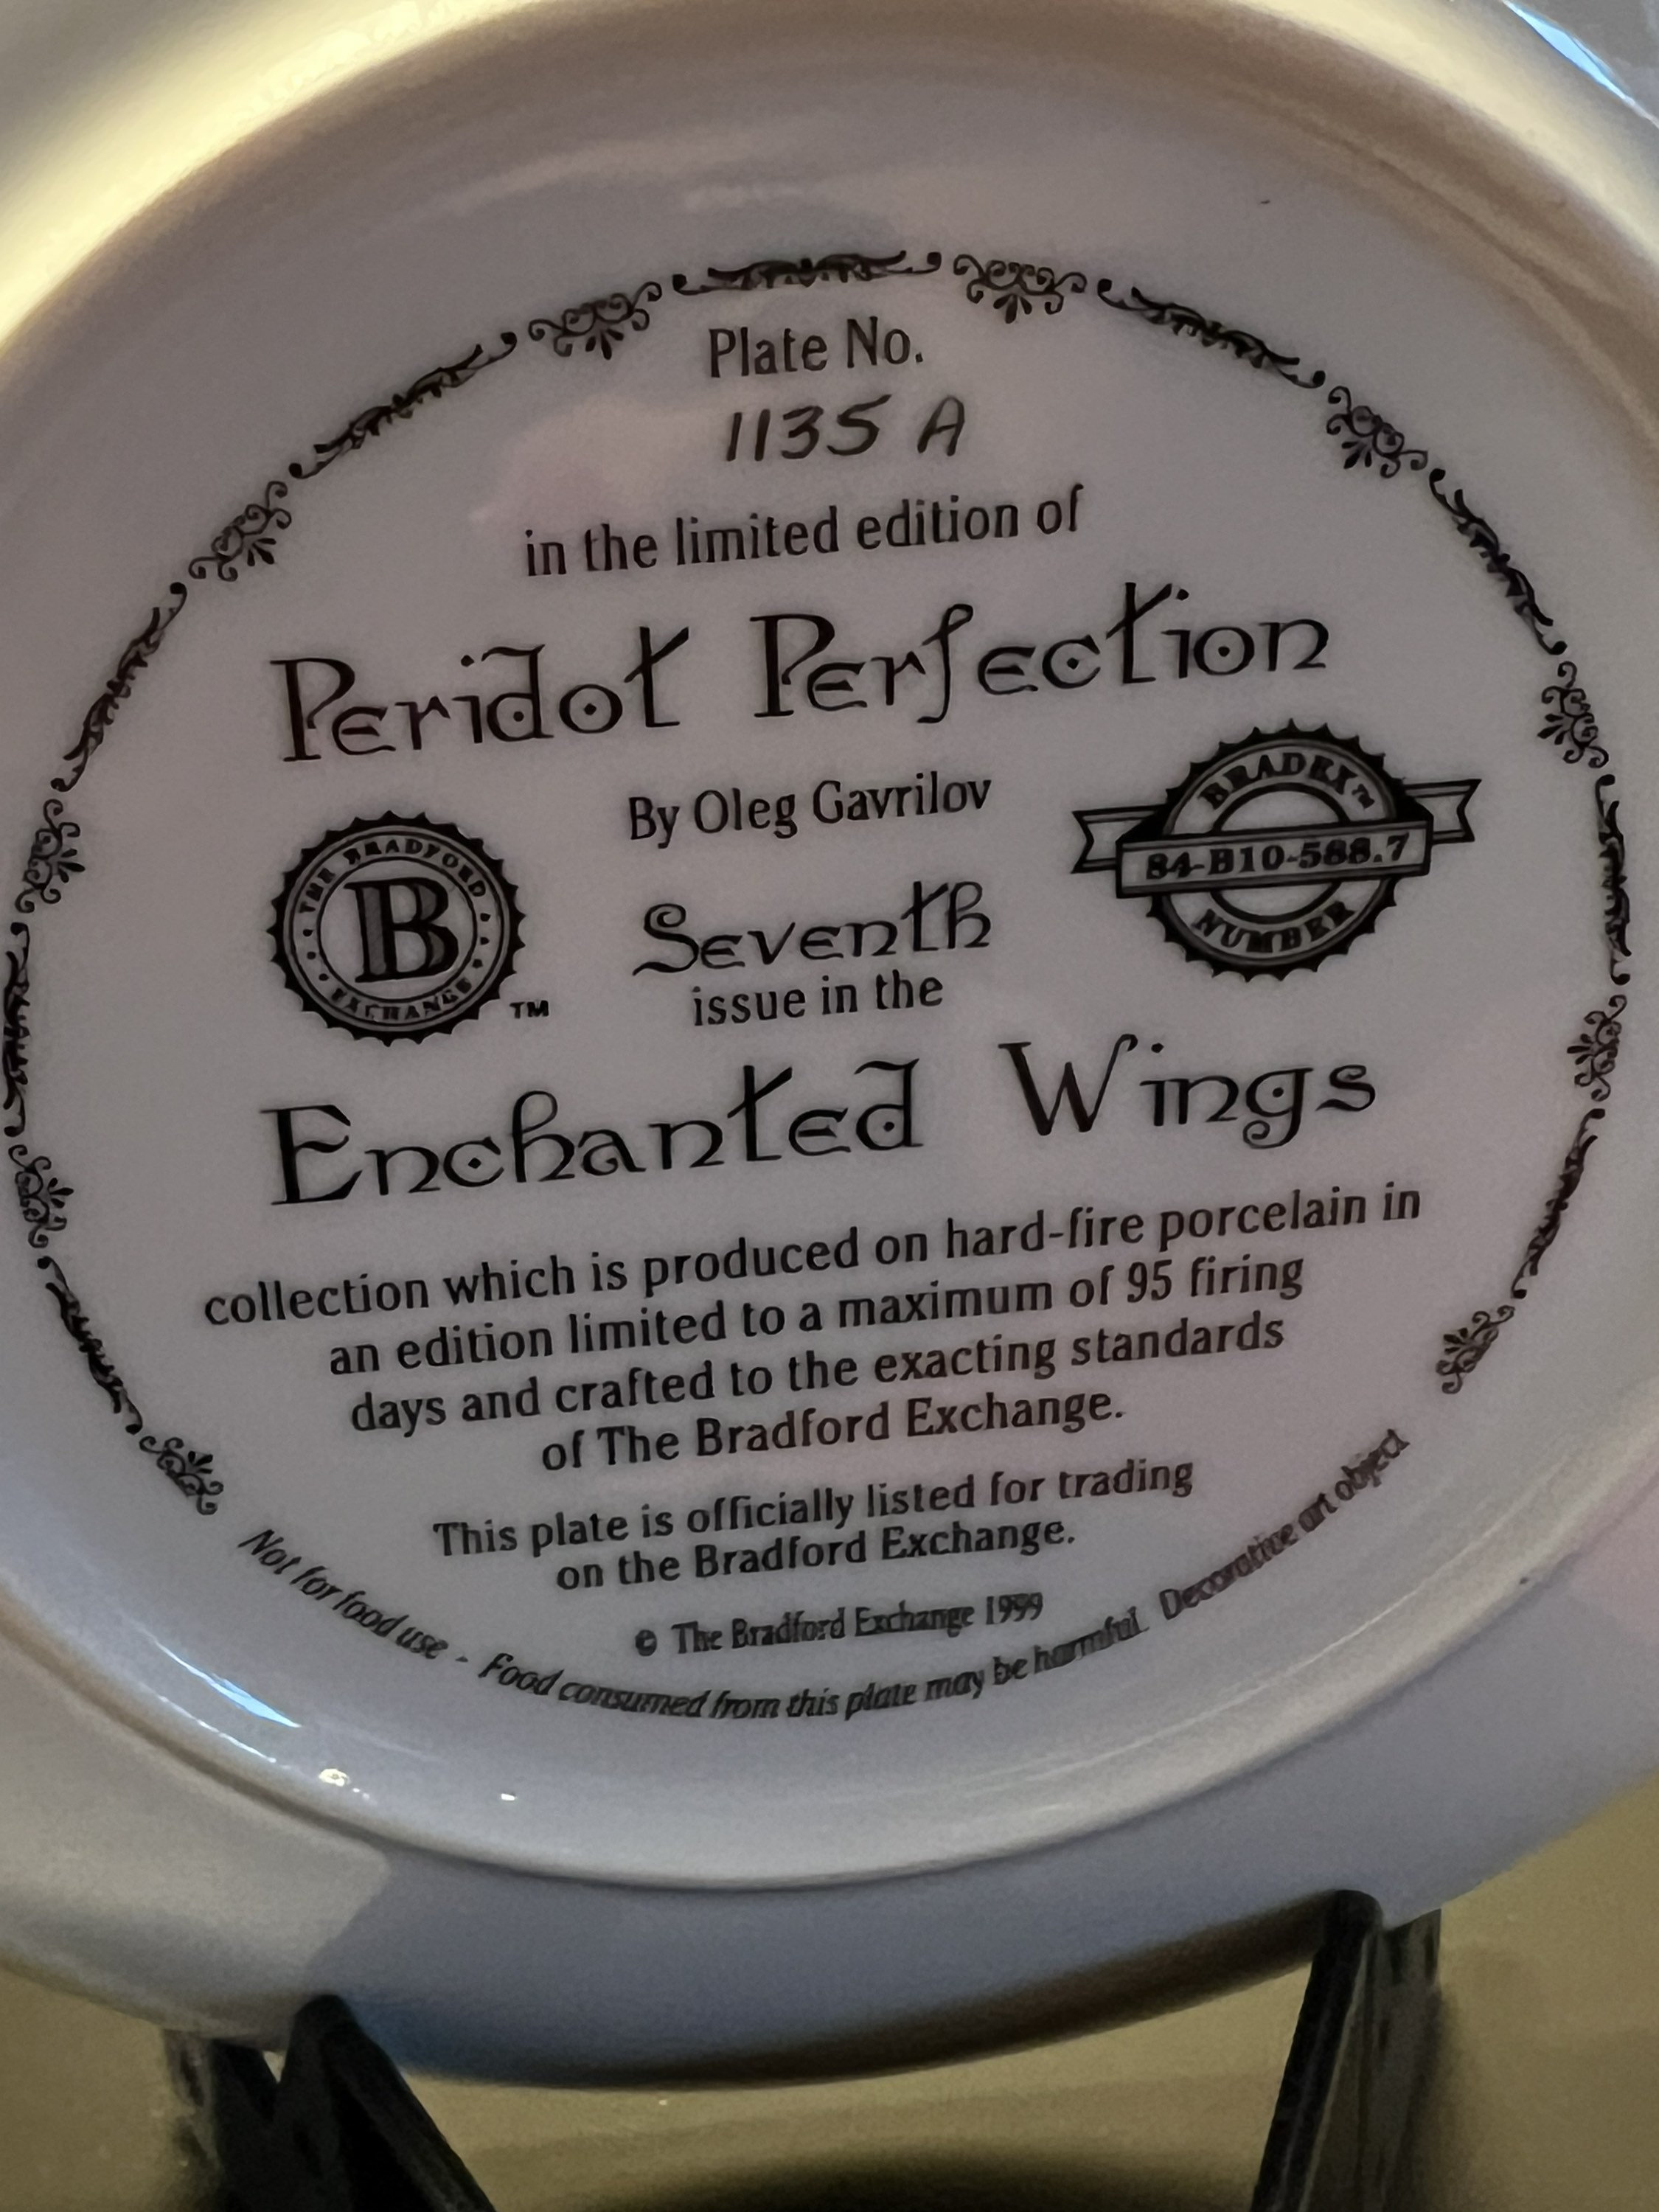 Plate No.
1135 A
in the limited edition of
Peridot Perfection
By Oleg Gavrilov
THE BRADFORD
B
EXCHANGE
TM
BRADEX™
84-B10-588.7
NUMBER
Seventh
issue in the
Enchanted Wings
collection which is produced on hard-fire porcelain in
an edition limited to a maximum of 95 firing
days and crafted to the exacting standards
of The Bradford Exchange.
This plate is officially listed for trading
on the Bradford Exchange.
© The Bradford Exchange 1999
Not for food use - Food consumed from this plate may be harmful. Decorative art object